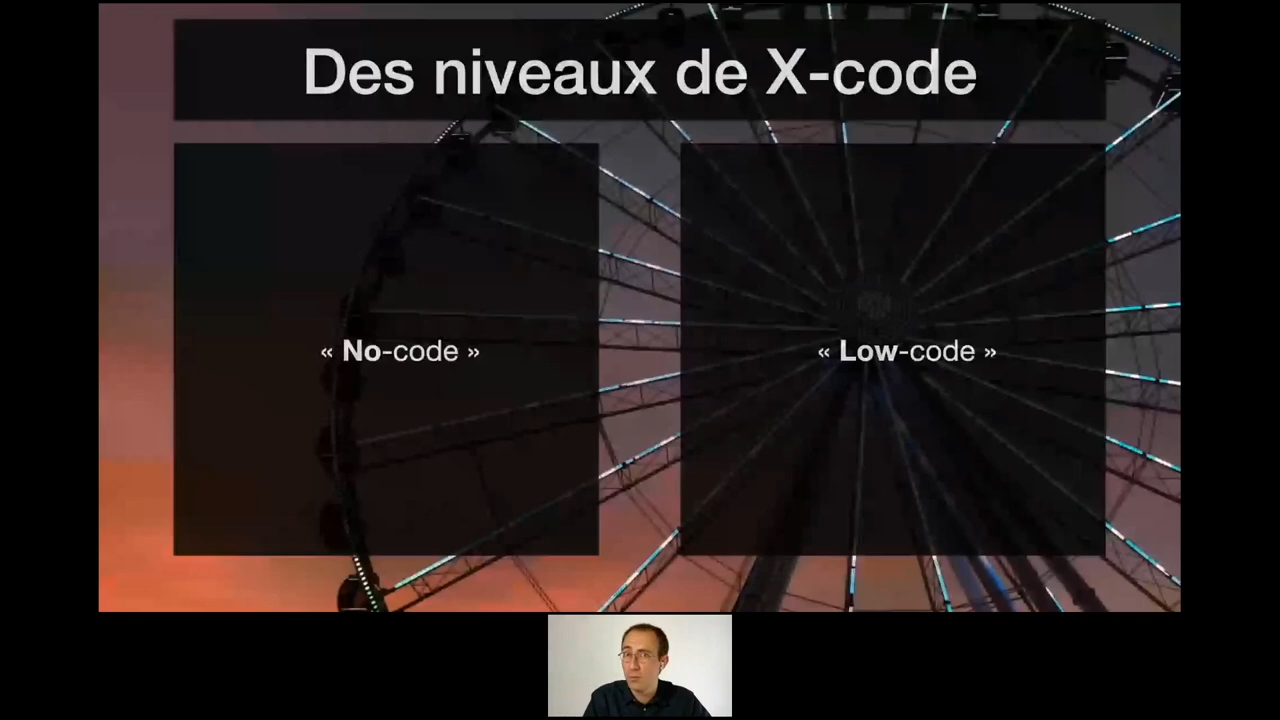 Des niveaux de X-code
« No-code »
« Low-code »